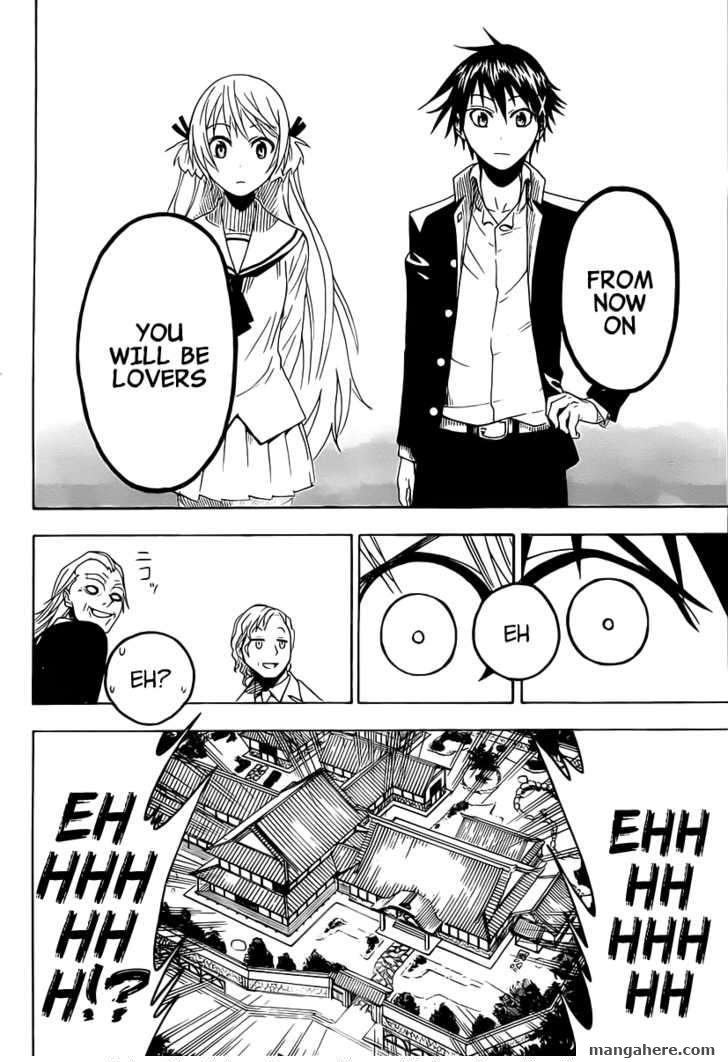 FROM
NOW
ON
YOU
WILL BE
LOVERS
EH
ニコッ
EH?
EHH
HH
HHH
HH
EH
HHH
HH
H!?
mangahere.com